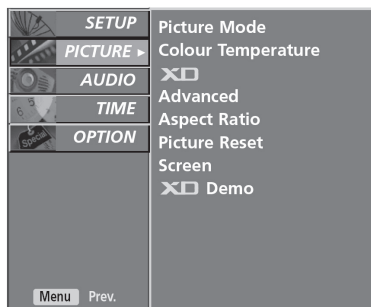 SETUP
PICTURE ►
AUDIO
TIME
OPTION
Special
Menu Prev.
Picture Mode
Colour Temperature
XD
Advanced
Aspect Ratio
Picture Reset
Screen
XD Demo